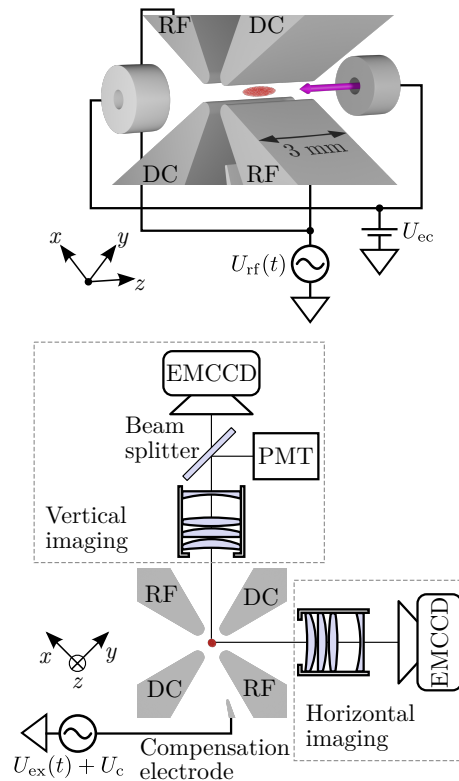 RF
DC
3 mm
DC
RF
x
y
z
U_ec
U_rf(t)
EMCCD
Beam
splitter
PMT
Vertical
imaging
RF
DC
x
y
z
DC
RF
EMCCD
Horizontal
imaging
U_ex(t) + U_c
Compensation
electrode